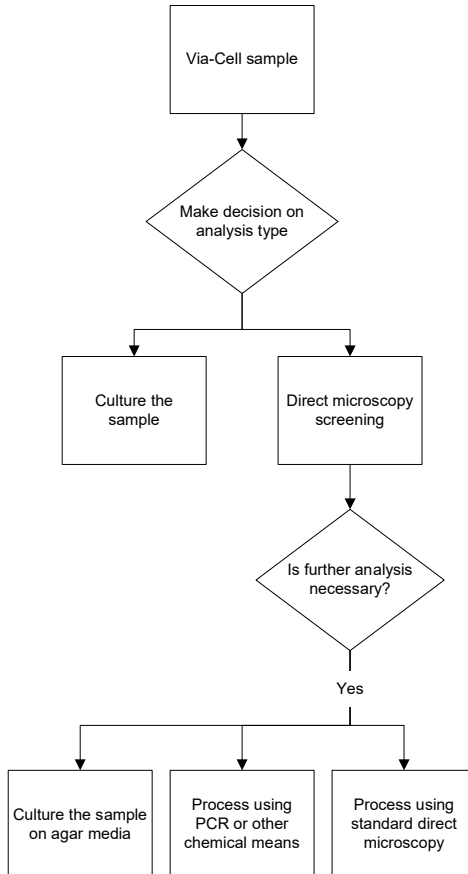 Via-Cell sample
Make decision on
analysis type
Culture the
sample
Direct microscopy
screening
Is further analysis
necessary?
Yes
Culture the sample
on agar media
Process using
PCR or other
chemical means
Process using
standard direct
microscopy